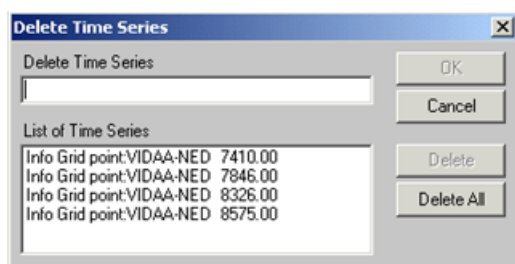 Delete Time Series
Delete Time Series
OK
Cancel
List of Time Series
Info Grid point:VIDAA-NED 7410.00
Info Grid point:VIDAA-NED 7846.00
Info Grid point:VIDAA-NED 8326.00
Info Grid point:VIDAA-NED 8575.00
Delete
Delete All